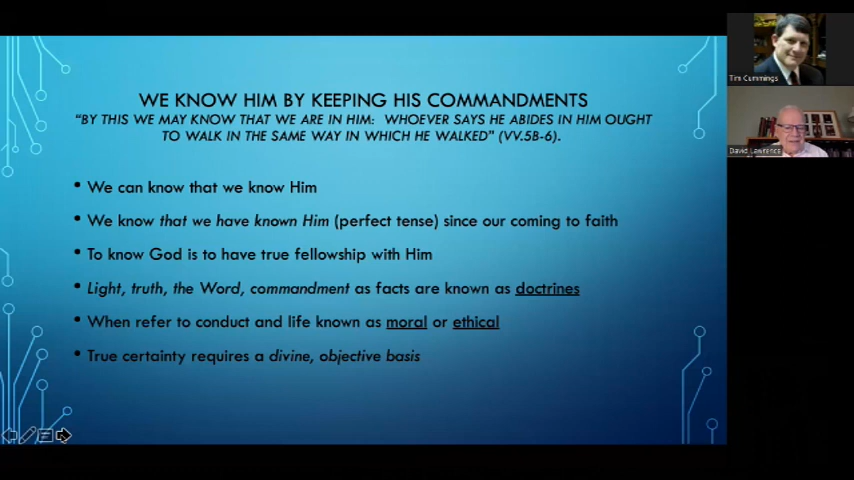 WE KNOW HIM BY KEEPING HIS COMMANDMENTS
"BY THIS WE MAY KNOW THAT WE ARE IN HIM: WHOEVER SAYS HE ABIDES IN HIM OUGHT
TO WALK IN THE SAME WAY IN WHICH HE WALKED" (VV.5B-6).
• We can know that we know Him
• We know that we have known Him (perfect tense) since our coming to faith
• To know God is to have true fellowship with Him
• Light, truth, the Word, commandment as facts are known as doctrines
• When refer to conduct and life known as moral or ethical
• True certainty requires a divine, objective basis
Tim Cummings
David Lawrence